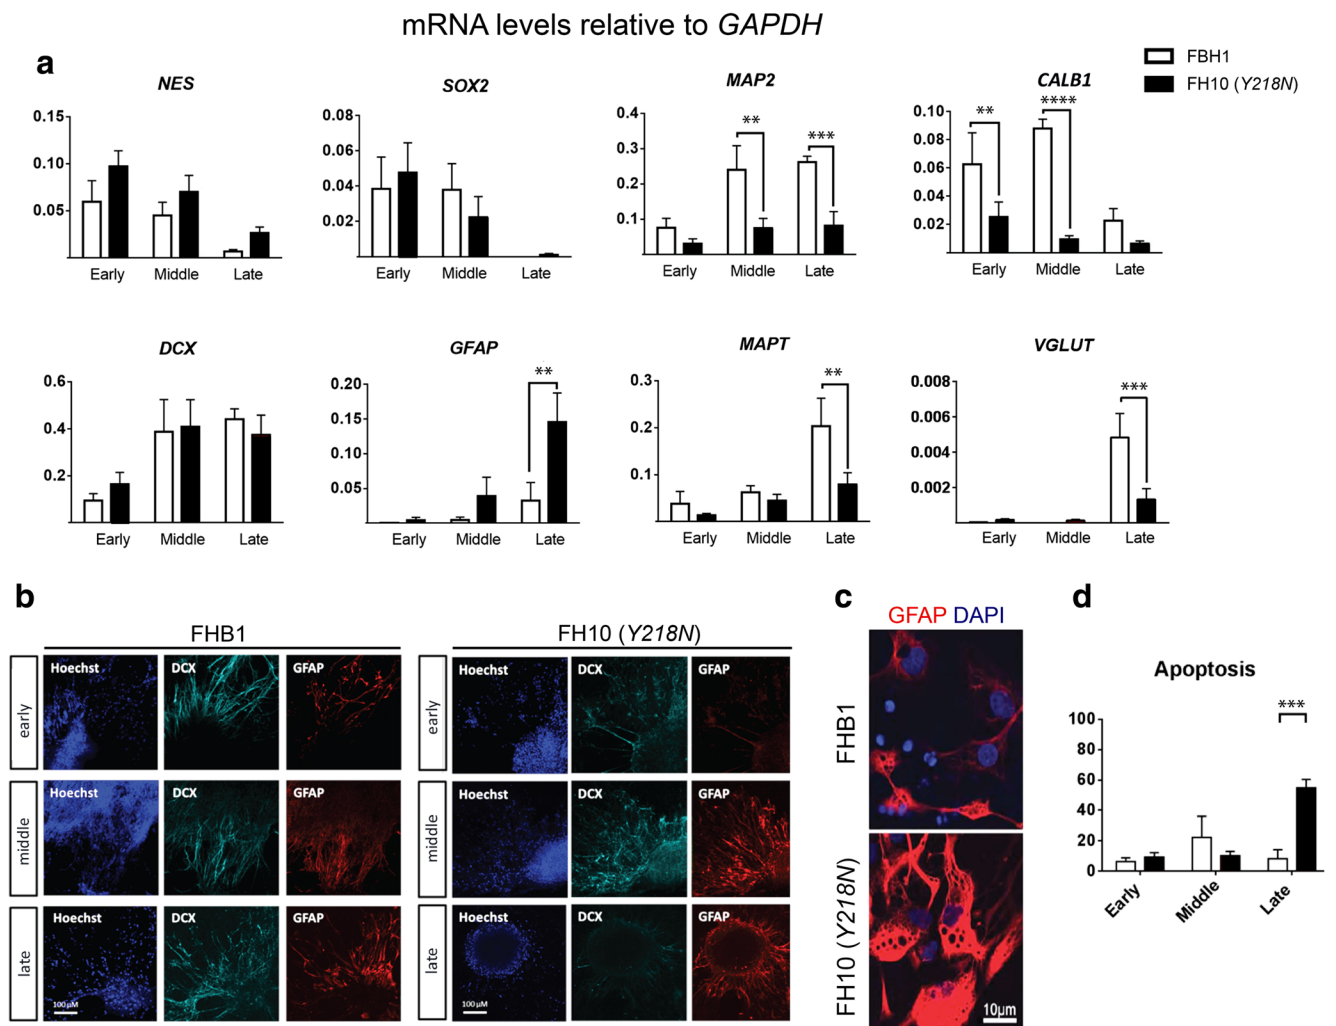 mRNA levels relative to GAPDH
a
FBH1
FH10 (Y218N)
NES
0.15
0.10
0.05
Early Middle Late
SOX2
0.08
0.06
0.04
0.02
Early Middle Late
MAP2
0.4
0.3
0.2
0.1
** ***
Early Middle Late
CALB1
0.10
0.08
0.06
0.04
0.02
** ****
Early Middle Late
DCX
0.6
0.4
0.2
Early Middle Late
GFAP
0.20
0.15
0.10
0.05
**
Early Middle Late
MAPT
0.3
0.2
0.1
**
Early Middle Late
VGLUT
0.008
0.006
0.004
0.002
***
Early Middle Late
b
FHB1
FH10 (Y218N)
early
Hoechst DCX GFAP
early
Hoechst DCX GFAP
middle
Hoechst DCX GFAP
middle
Hoechst DCX GFAP
late
Hoechst DCX GFAP
100 µM
late
Hoechst DCX GFAP
100 µM
c
GFAP DAPI
FHB1
FH10 (Y218N)
10µm
d
Apoptosis
100
80
60
40
20
0
***
Early Middle Late